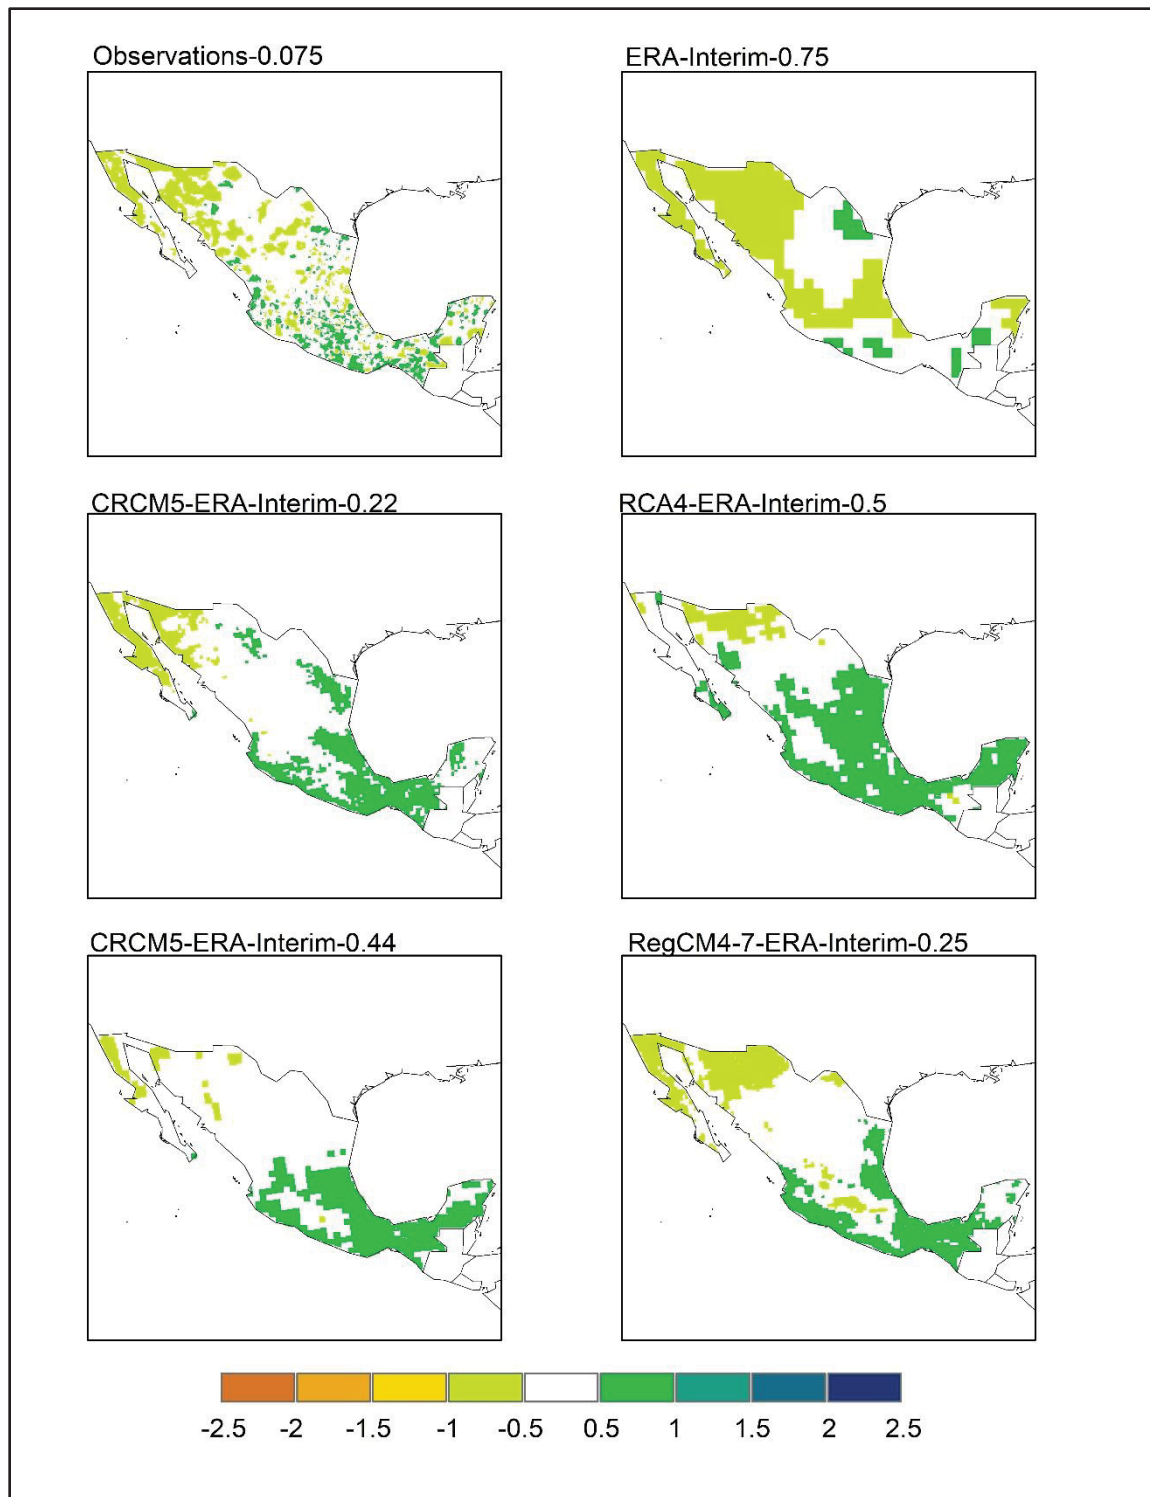 Observations-0.075
ERA-Interim-0.75
CRCM5-ERA-Interim-0.22
RCA4-ERA-Interim-0.5
CRCM5-ERA-Interim-0.44
RegCM4-7-ERA-Interim-0.25
-2.5 -2 -1.5 -1 -0.5 0.5 1 1.5 2 2.5